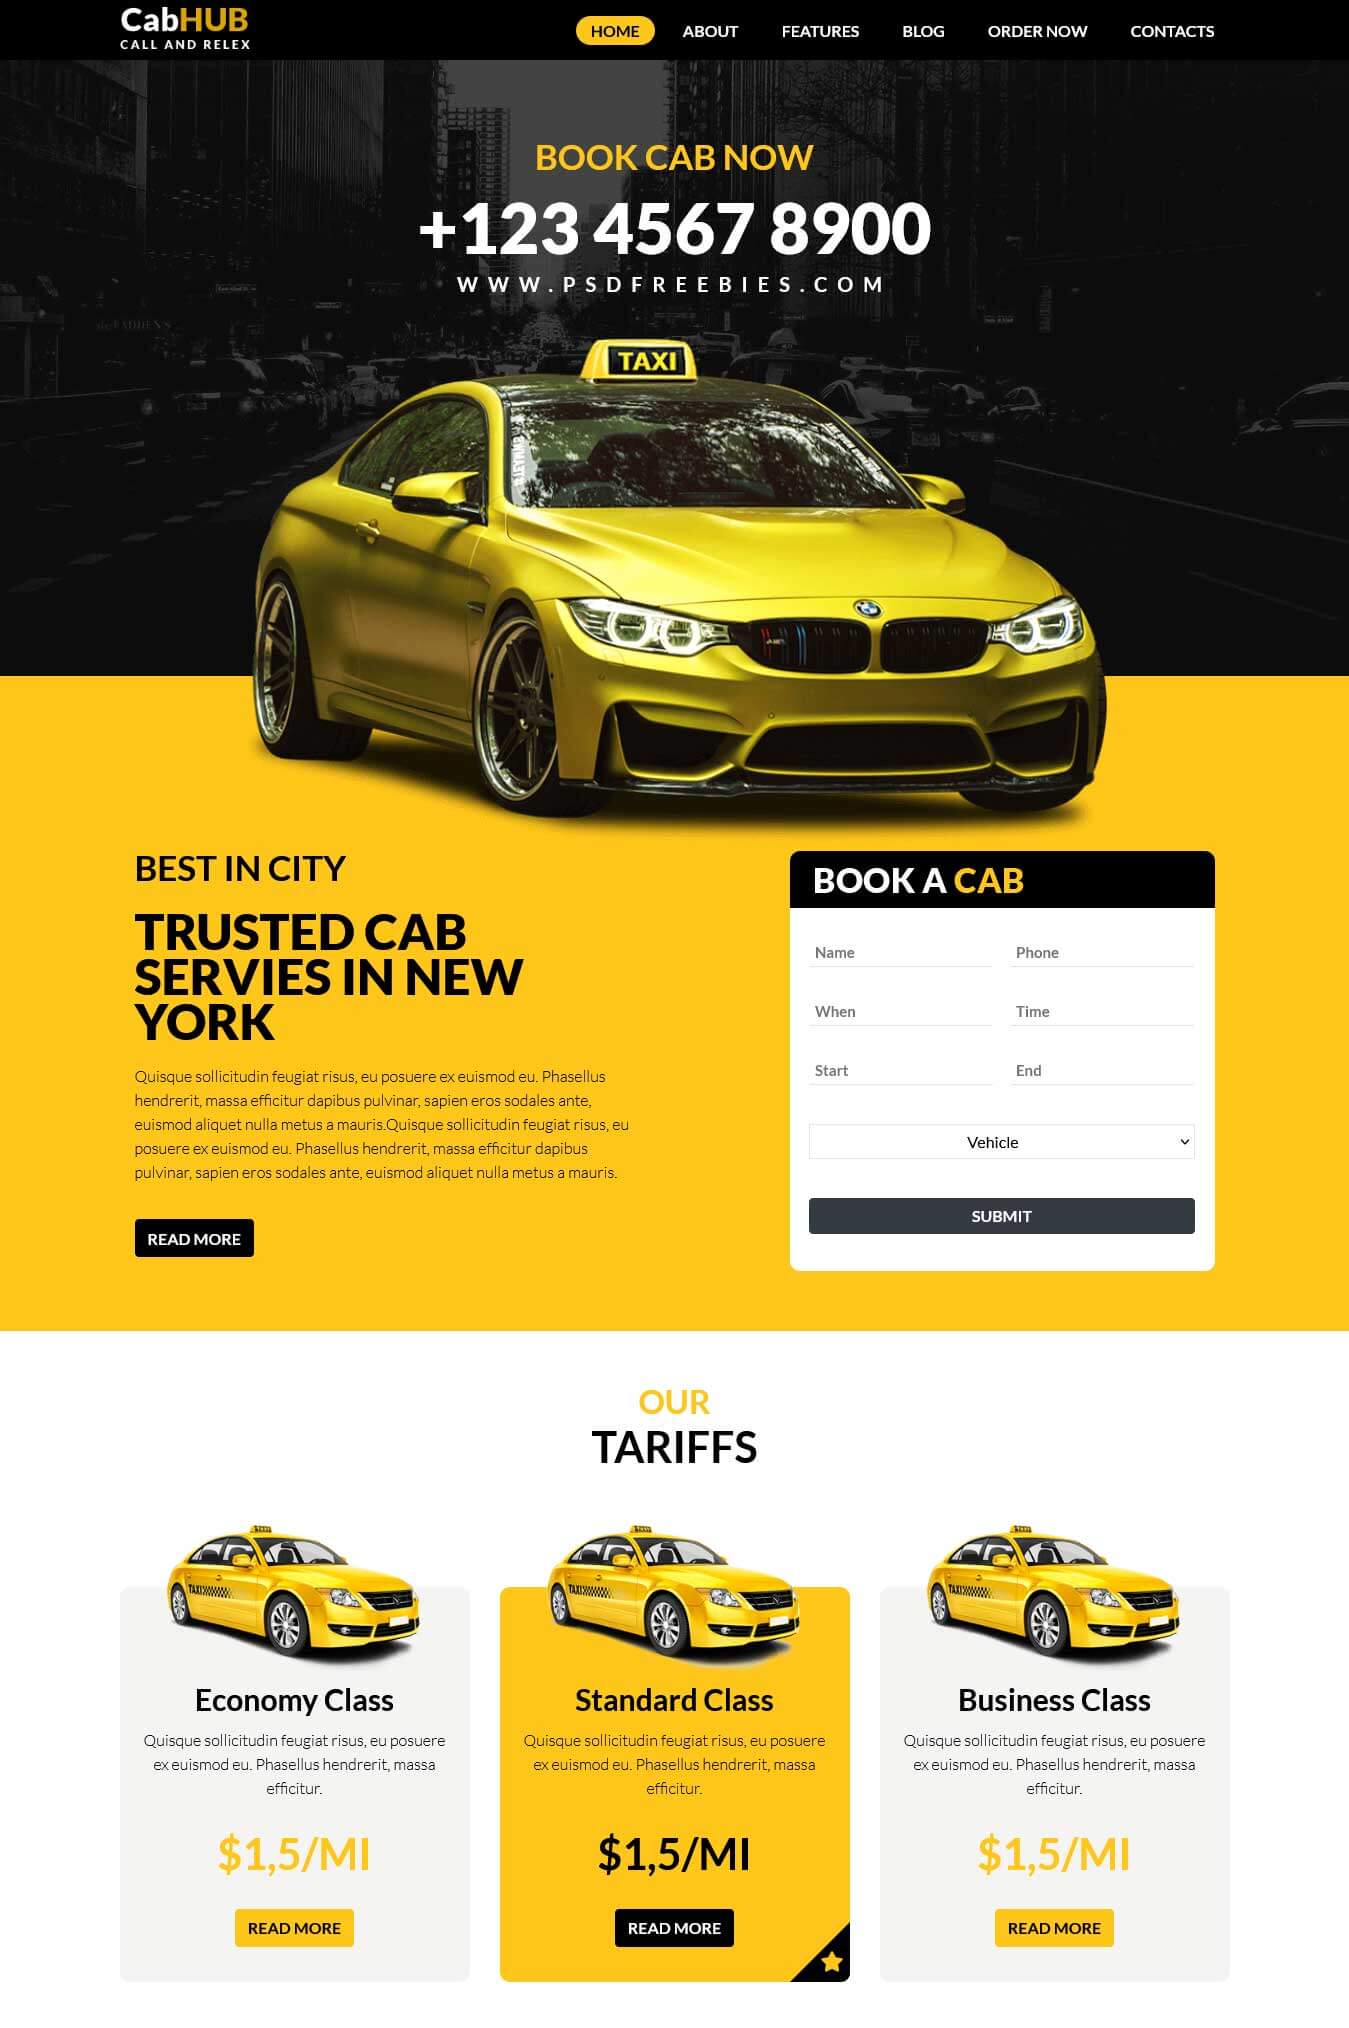 CabHUB
CALL AND RELEX
HOME ABOUT FEATURES BLOG ORDER NOW CONTACTS
BOOK CAB NOW
+123 4567 8900
WWW.PSDFREEBIES.COM
TAXI
BEST IN CITY
TRUSTED CAB
SERVIES IN NEW
YORK
Quisque sollicitudin feugiat risus, eu posuere ex euismod eu. Phasellus
hendrerit, massa efficitur dapibus pulvinar, sapien eros sodales ante,
euismod aliquet nulla metus a mauris.Quisque sollicitudin feugiat risus, eu
posuere ex euismod eu. Phasellus hendrerit, massa efficitur dapibus
pulvinar, sapien eros sodales ante, euismod aliquet nulla metus a mauris.
READ MORE
BOOK A CAB
Name Phone
When Time
Start End
Vehicle
SUBMIT
OUR
TARIFFS
TAXI
TAXI
Economy Class
Quisque sollicitudin feugiat risus, eu posuere
ex euismod eu. Phasellus hendrerit, massa
efficitur.
$1,5/MI
READ MORE
TAXI
TAXI
Standard Class
Quisque sollicitudin feugiat risus, eu posuere
ex euismod eu. Phasellus hendrerit, massa
efficitur.
$1,5/MI
READ MORE
TAXI
TAXI
Business Class
Quisque sollicitudin feugiat risus, eu posuere
ex euismod eu. Phasellus hendrerit, massa
efficitur.
$1,5/MI
READ MORE